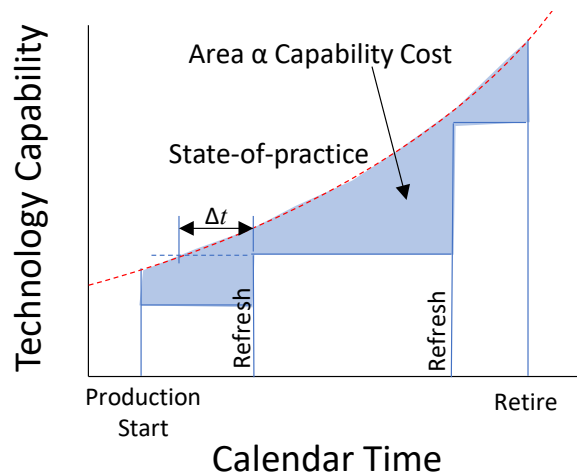 Technology Capability
Area α Capability Cost
State-of-practice
Δt
Refresh
Refresh
Production
Start
Retire
Calendar Time